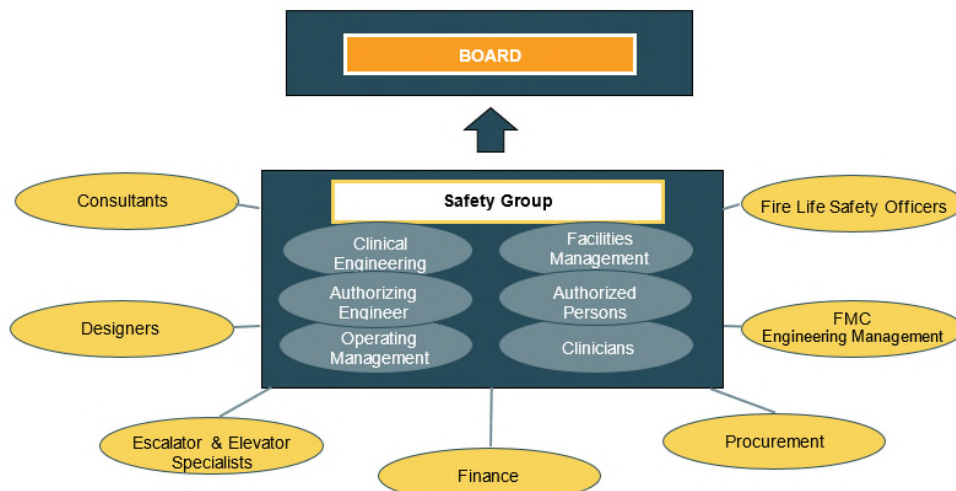 BOARD
Safety Group
Consultants
Fire Life Safety Officers
Clinical
Engineering
Facilities
Management
Authorizing
Engineer
Authorized
Persons
Operating
Management
Clinicians
Designers
FMC
Engineering Management
Escalator & Elevator
Specialists
Finance
Procurement